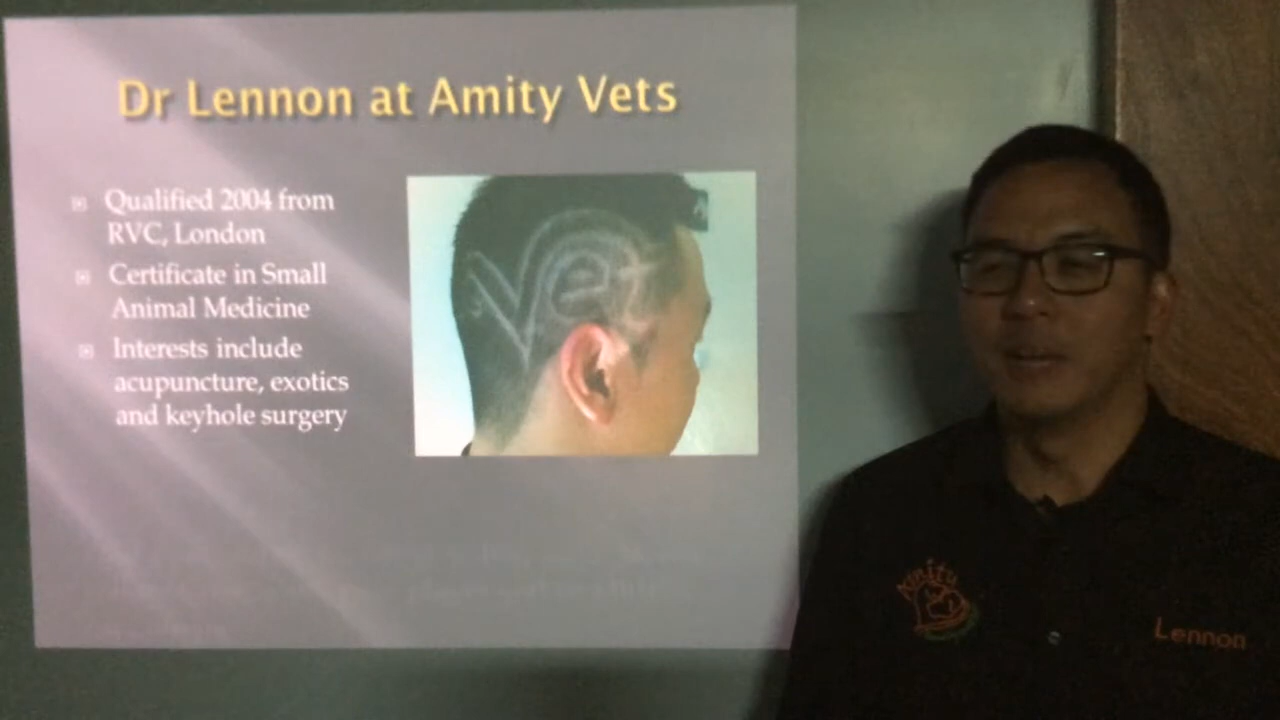 Dr Lennon at Amity Vets
Qualified 2004 from
RVC, London
Certificate in Small
Animal Medicine
Interests include
acupuncture, exotics
and keyhole surgery
Vet
Amity
Lennon